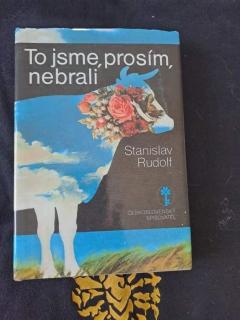 To jsme, prosím,
nebrali
Stanislav
Rudolf
ČESKOSLOVENSKÝ
SPISOVATEL